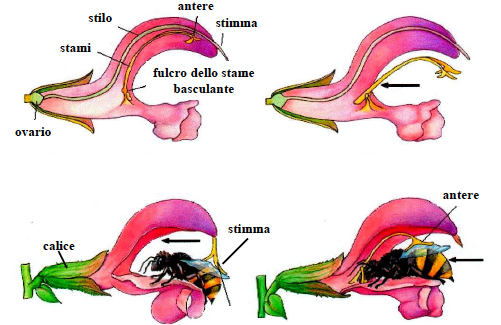 antere
stilo
stimma
stami
fulcro dello stame
basculante
ovario
stimma
antere
calice